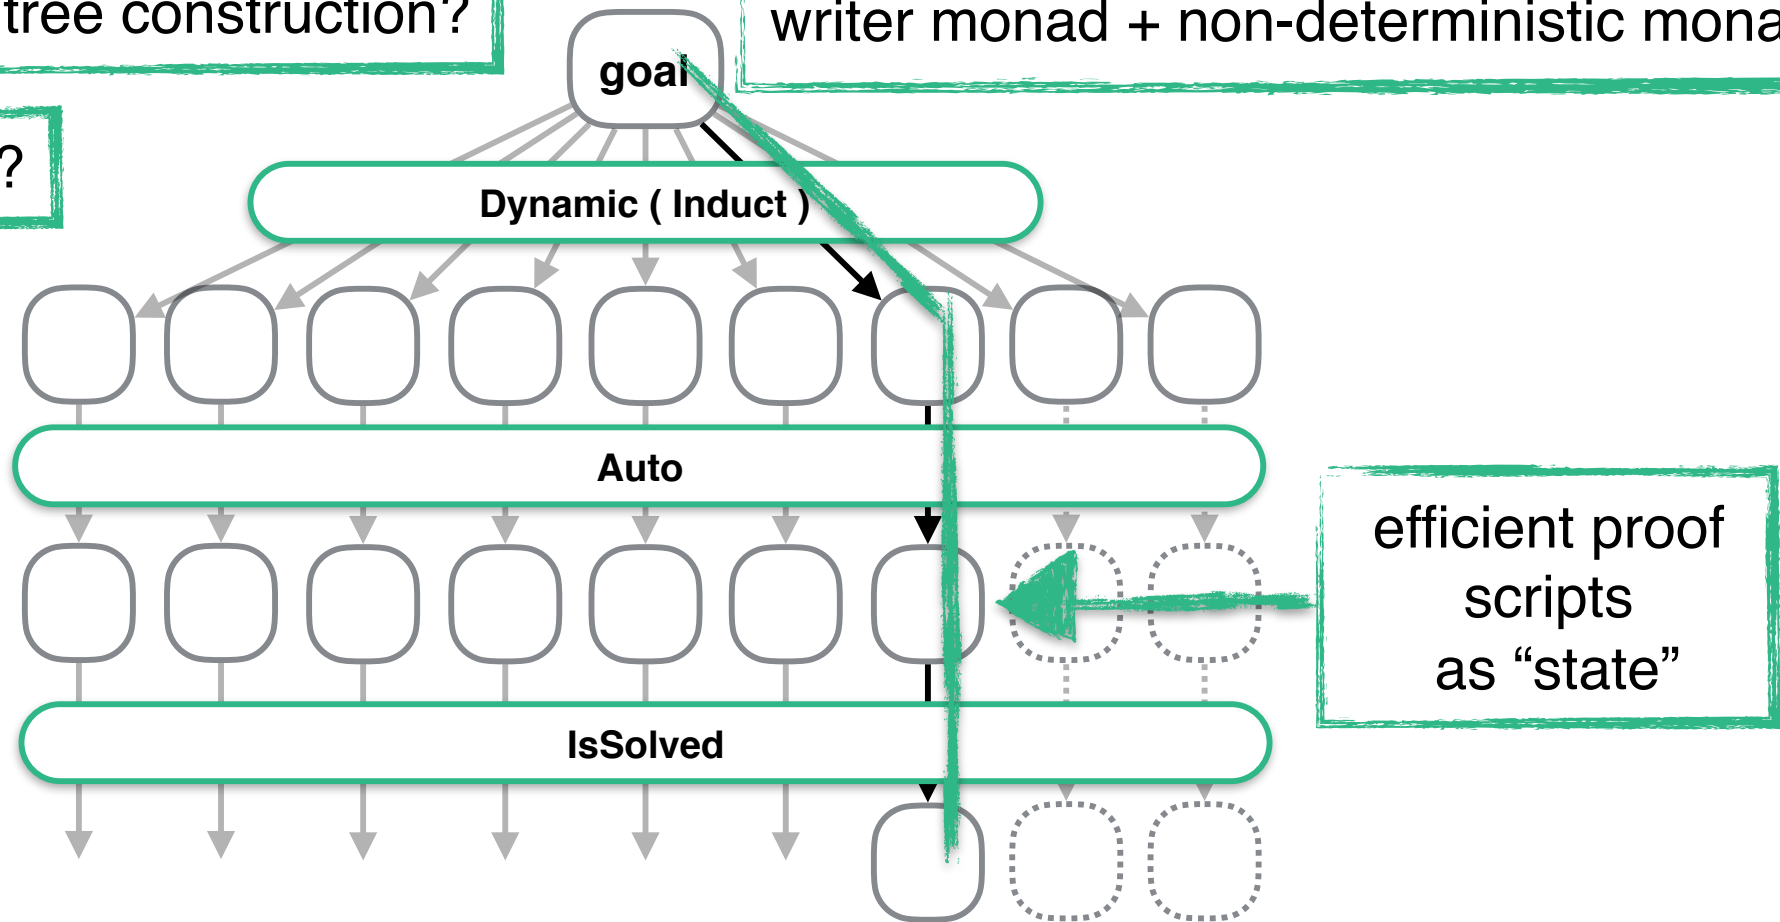 tree construction?
writer monad + non-deterministic mona
goal
?
Dynamic ( Induct )
Auto
efficient proof
scripts
as “state”
IsSolved